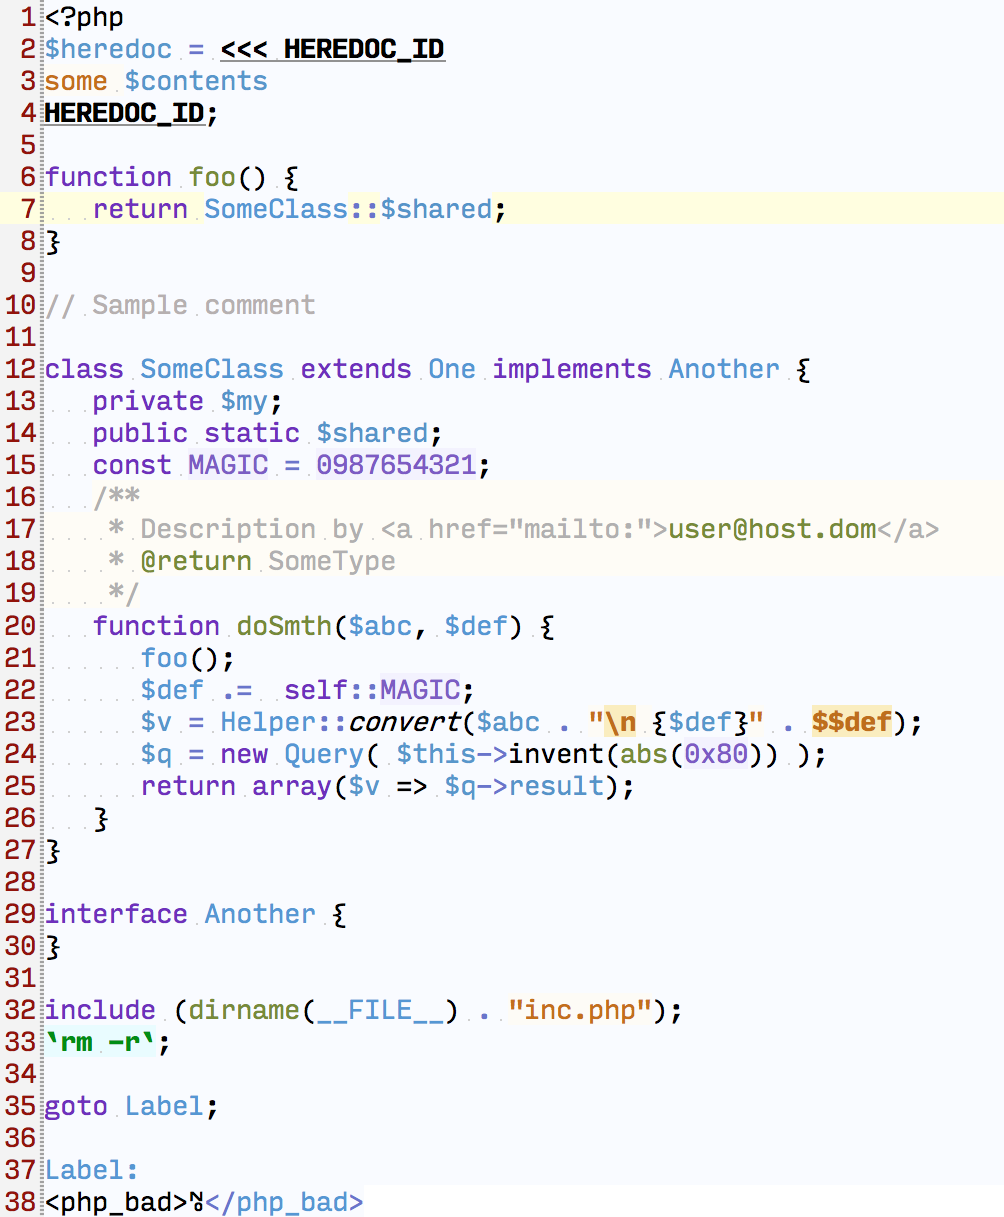 1 <?php
2 $heredoc = <<< HEREDOC_ID
3 some $contents
4 HEREDOC_ID;
5
6 function foo() {
7    return SomeClass::$shared;
8 }
9
10 // Sample comment
11
12 class SomeClass extends One implements Another {
13    private $my;
14    public static $shared;
15    const MAGIC = 0987654321;
16    /**
17     * Description by <a href="mailto:">user@host.dom</a>
18     * @return SomeType
19     */
20    function doSmth($abc, $def) {
21       foo();
22       $def .=  self::MAGIC;
23       $v = Helper::convert($abc . "\n {$def}" . $$def);
24       $q = new Query( $this->invent(abs(0x80)) );
25       return array($v => $q->result);
26    }
27 }
28
29 interface Another {
30 }
31
32 include (dirname(__FILE__) . "inc.php");
33 `rm -r`;
34
35 goto Label;
36
37 Label:
38 <php_bad></php_bad>